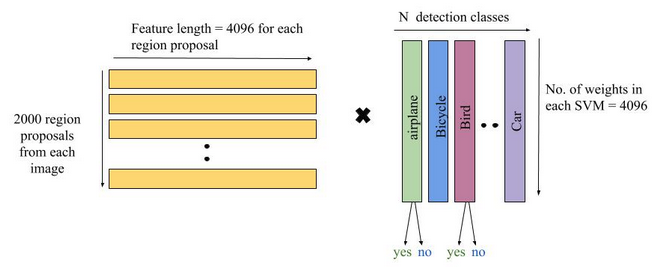 Feature length = 4096 for each
region proposal
2000 region
proposals
from each
image
N detection classes
airplane
Bicycle
Bird
Car
No. of weights in
each SVM = 4096
yes no
yes no